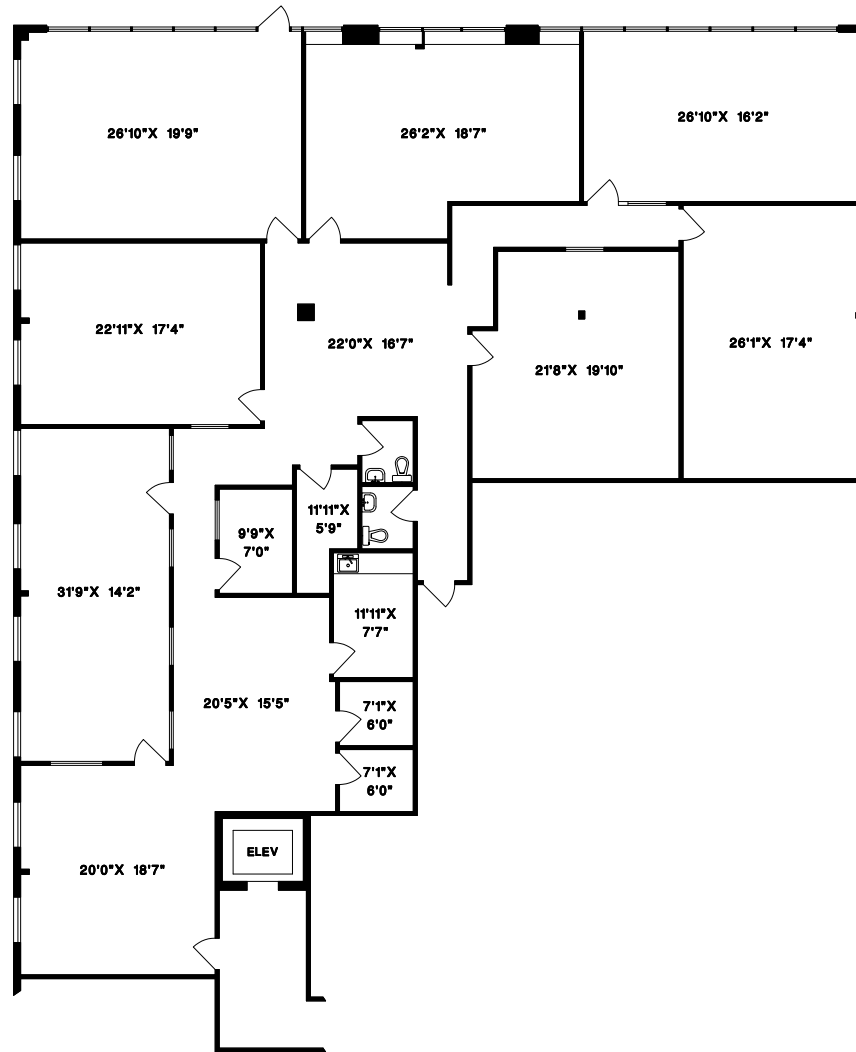 26'10"X 19'9"
26'2"X 18'7"
26'10"X 16'2"
22'11"X 17'4"
22'0"X 16'7"
21'8"X 19'10"
26'1"X 17'4"
9'9"X
7'0"
11'11"X
5'9"
31'9"X 14'2"
11'11"X
7'7"
20'5"X 15'5"
7'1"X
6'0"
7'1"X
6'0"
ELEV
20'0"X 18'7"